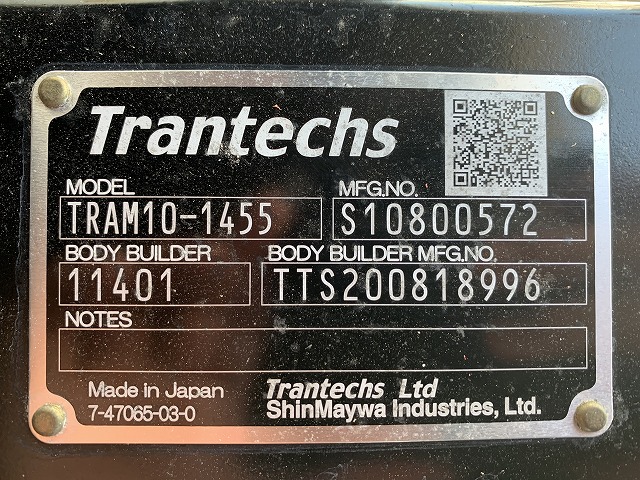 Trantechs
MODEL MFG.NO.
TRAM10-1455 S10800572
BODY BUILDER BODY BUILDER MFG.NO.
11401 TTS200818996
NOTES
Made in Japan Trantechs Ltd
7-47065-03-0 ShinMaywa Industries, Ltd.